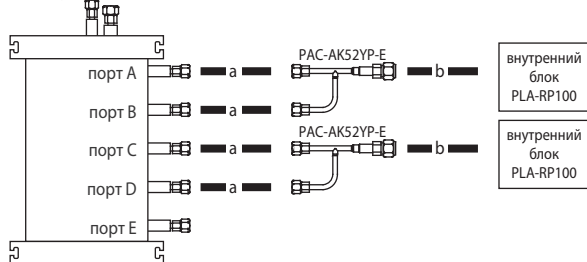 PAC-AK52YP-E
порт A
a
b
внутренний
блок
PLA-RP100
порт B
a
PAC-AK52YP-E
порт C
a
b
внутренний
блок
PLA-RP100
порт D
a
порт E